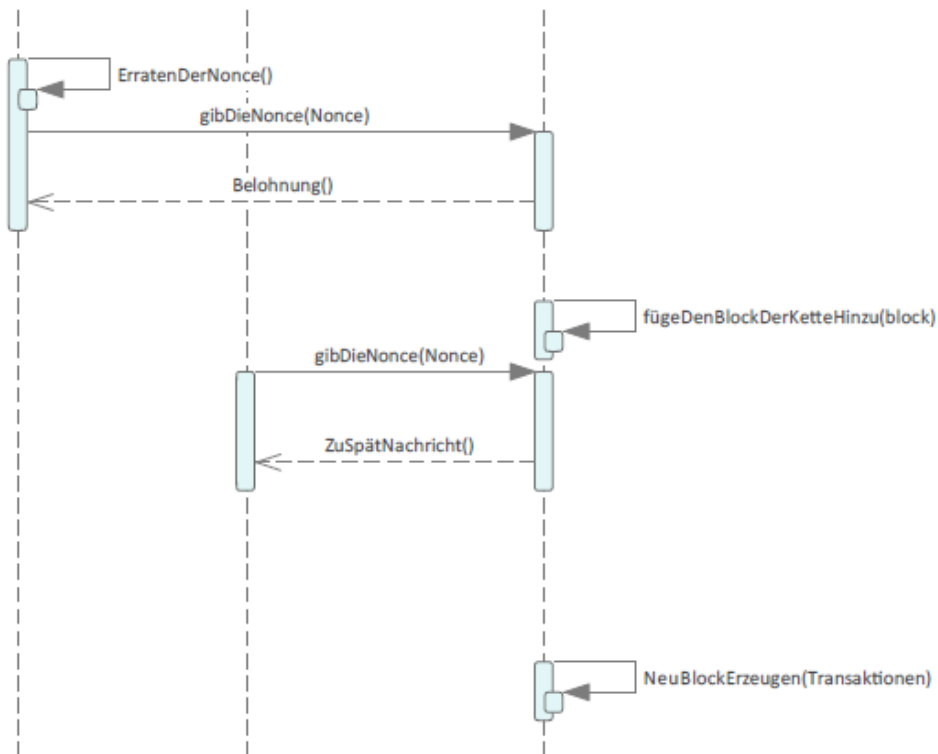 ErratenDerNonce()
gibDieNonce(Nonce)
Belohnung()
fügeDenBlockDerKetteHinzu(block)
gibDieNonce(Nonce)
ZuSpätNachricht()
NeuBlockErzeugen(Transaktionen)